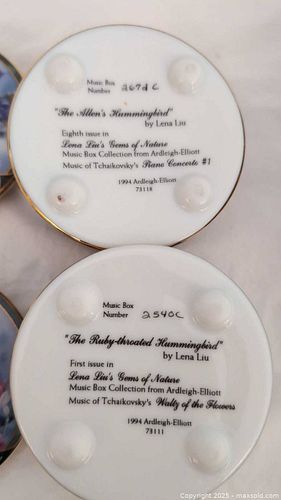 Music Box
Number 267d C
"The Allen's Hummingbird"
by Lena Liu
Eighth issue in
Lena Liu's Gems of Nature
Music Box Collection from Ardleigh-Elliott
Music of Tchaikovsky's Piano Concerto #1
1994 Ardleigh-Elliott
73118
Music Box
Number 2540C
"The Ruby-throated Hummingbird"
by Lena Liu
First issue in
Lena Liu's Gems of Nature
Music Box Collection from Ardleigh-Elliott
Music of Tchaikovsky's Waltz of the Flowers
1994 Ardleigh-Elliott
73111
Copyright 2025 - maxsold.com